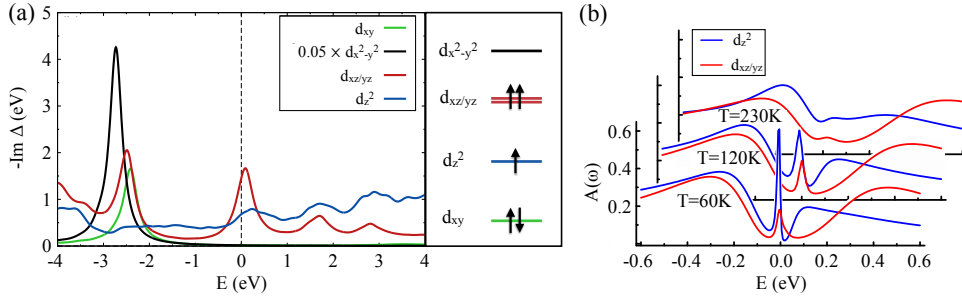 (a)
-Im Δ (eV)
5
4
3
2
1
0
-4
-3
-2
-1
0
1
2
3
4
E (eV)
dxy
0.05 × dx²-y²
dxz/yz
dz²
dx²-y²
dxz/yz
dz²
dxy
(b)
dz²
dxz/yz
T=230K
T=120K
T=60K
A(ω)
0.6
0.4
0.2
0.0
-0.6
-0.4
-0.2
0.0
0.2
0.4
0.6
E (eV)